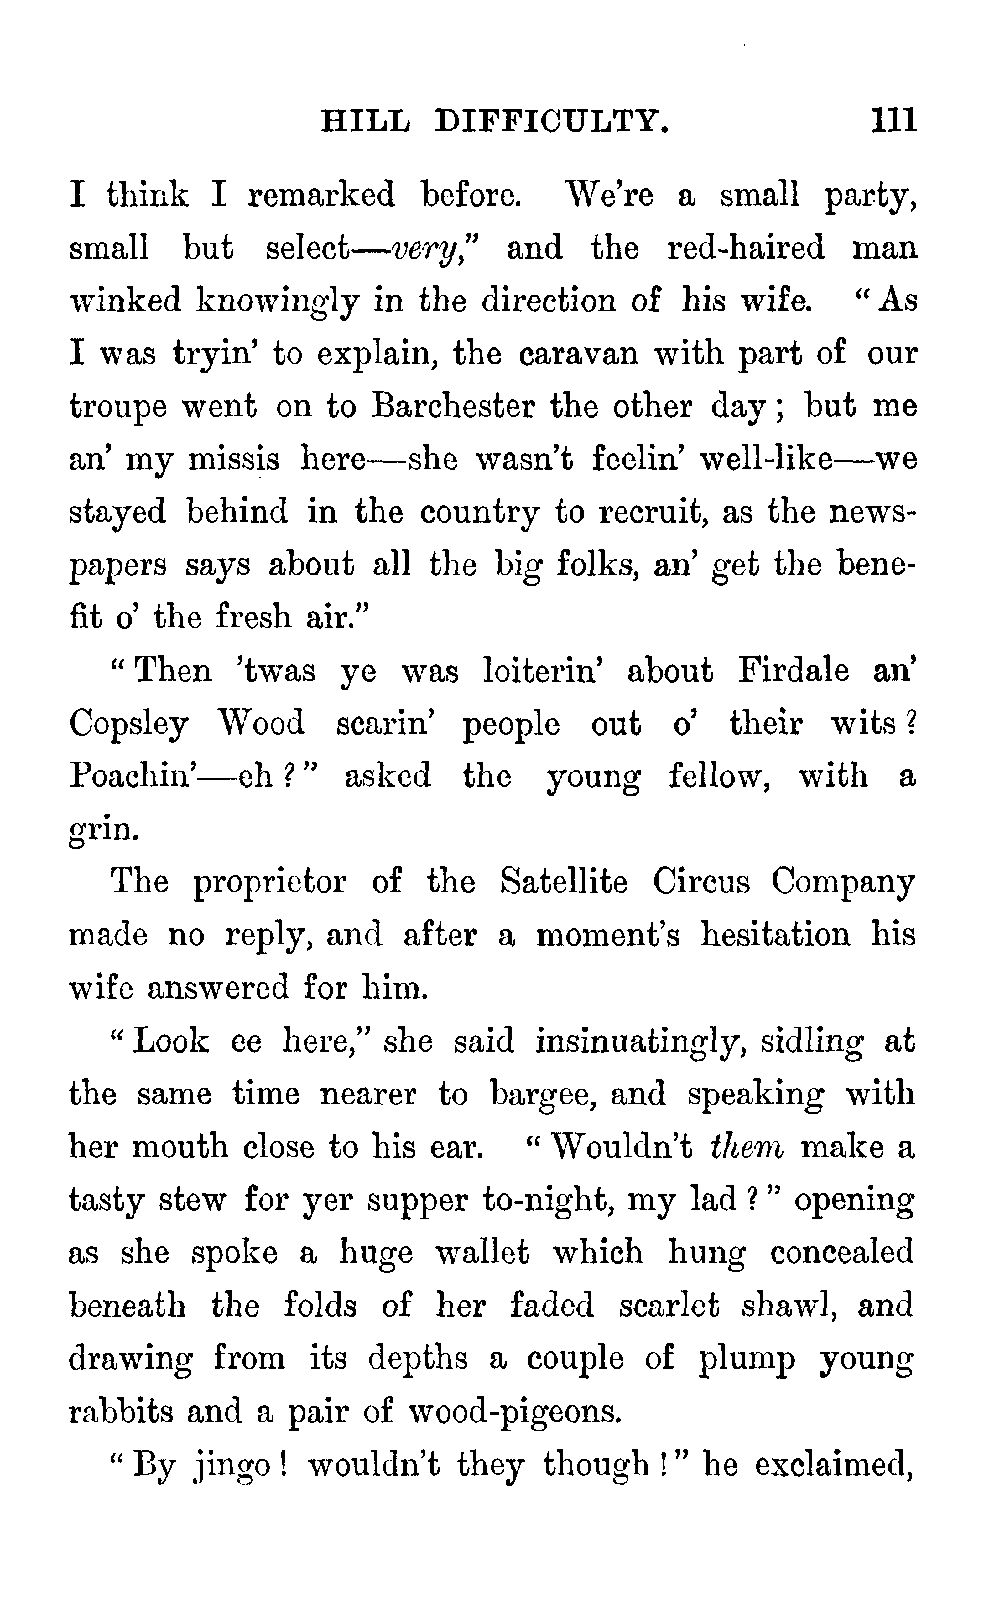 HILL DIFFICULTY. 111
I think I remarked before. We're a small party,
small but select—very," and the red-haired man
winked knowingly in the direction of his wife. "As
I was tryin' to explain, the caravan with part of our
troupe went on to Barchester the other day; but me
an' my missis here—she wasn't feelin' well-like—we
stayed behind in the country to recruit, as the news-
papers says about all the big folks, an' get the bene-
fit o' the fresh air."
"Then 'twas ye was loiterin' about Firdale an'
Copsley Wood scarin' people out o' their wits?
Poachin'—eh?" asked the young fellow, with a
grin.
The proprietor of the Satellite Circus Company
made no reply, and after a moment's hesitation his
wife answered for him.
"Look ee here," she said insinuatingly, sidling at
the same time nearer to bargee, and speaking with
her mouth close to his ear. "Wouldn't them make a
tasty stew for yer supper to-night, my lad?" opening
as she spoke a huge wallet which hung concealed
beneath the folds of her faded scarlet shawl, and
drawing from its depths a couple of plump young
rabbits and a pair of wood-pigeons.
"By jingo! wouldn't they though!" he exclaimed,